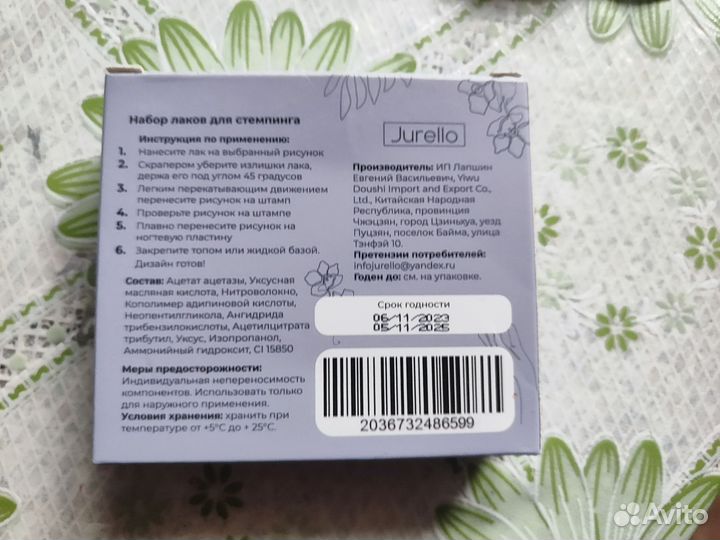 Набор лаков для стемпинга
Инструкция по применению:
1. Нанесите лак на выбранный рисунок
2. Скрапером уберите излишки лака,
держа его под углом 45 градусов
3. Легким перекатывающим движением
перенесите рисунок на штамп
4. Проверьте рисунок на штампе
5. Плавно перенесите рисунок на
ногтевую пластину
6. Закрепите топом или жидкой базой.
Дизайн готов!
Состав: Ацетат ацетазы, Уксусная
масляная кислота, Нитроволокно,
Кополимер адипиновой кислоты,
Неопентилгликола, Ангидрида
трибензилокислоты, Ацетилцитрата
трибутил, Уксус, Изопропанол,
Аммонийный гидроксит, CI 15850
Меры предосторожности:
Индивидуальная непереносимость
компонентов. Использовать только
для наружного применения.
Условия хранения: хранить при
температуре от +5°C до + 25°C.
Jurello
Производитель: ИП Лапшин
Евгений Васильевич, Yiwu
Doushi Import and Export Co.,
Ltd., Китайская Народная
Республика, провинция
Чжэцзян, город Цзиньхуа, уезд
Пуцзян, поселок Байма, улица
Тэнфэй 10.
Претензии потребителей:
infojurello@yandex.ru
Годен до: см. на упаковке.
Срок годности
06/11/2023
05/11/2025
2036732486599
Avito